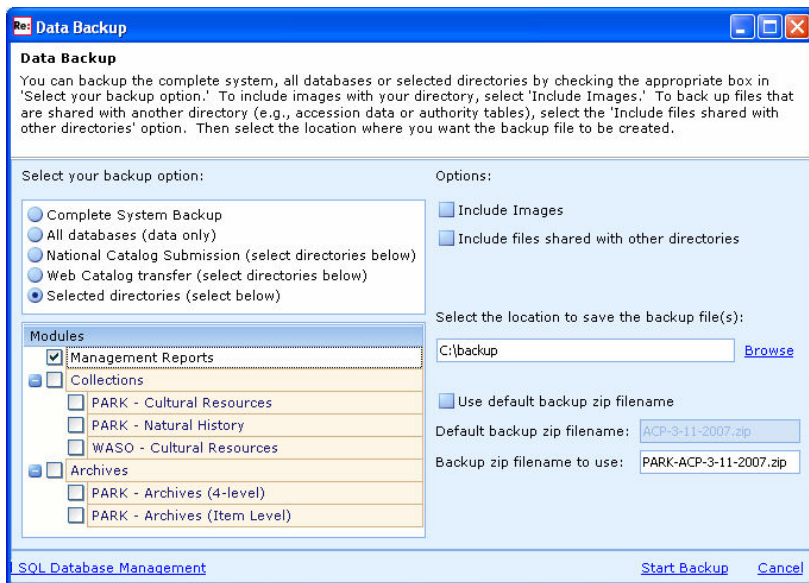 Re: Data Backup
Data Backup
You can backup the complete system, all databases or selected directories by checking the appropriate box in
'Select your backup option.' To include images with your directory, select 'Include Images.' To back up files that
are shared with another directory (e.g., accession data or authority tables), select the 'Include files shared with
other directories' option. Then select the location where you want the backup file to be created.
Select your backup option:
Complete System Backup
All databases (data only)
National Catalog Submission (select directories below)
Web Catalog transfer (select directories below)
Selected directories (select below)
Modules
Management Reports
Collections
PARK - Cultural Resources
PARK - Natural History
WASO - Cultural Resources
Archives
PARK - Archives (4-level)
PARK - Archives (Item Level)
Options:
Include Images
Include files shared with other directories
Select the location to save the backup file(s):
C:\backup Browse
Use default backup zip filename
Default backup zip filename: ACP-3-11-2007.zip
Backup zip filename to use: PARK-ACP-3-11-2007.zip
SQL Database Management
Start Backup Cancel